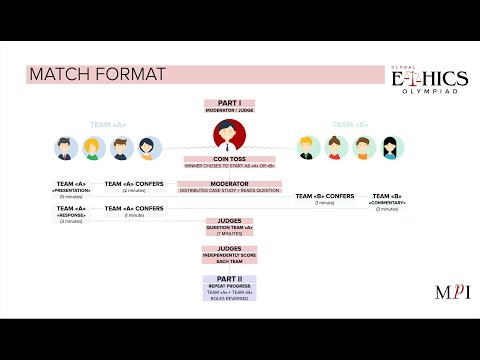 MATCH FORMAT
GLOBAL
ETHICS
OLYMPIAD
PART I
MODERATOR / JUDGE
TEAM «A»
TEAM «B»
COIN TOSS
WINNER CHOSES TO START AS «A» OR «B»
TEAM «A»
«PRESENTATION»
(5 minutes)
TEAM «A» CONFERS
(2 minutes)
MODERATOR
DISTRIBUTES CASE STUDY + READS QUESTION
TEAM «B» CONFERS
(1 minute)
TEAM «B»
«COMMENTARY»
(3 minutes)
TEAM «A»
«RESPONSE»
(3 minutes)
TEAM «A» CONFERS
(1 minute)
JUDGES
QUESTION TEAM «A»
(7 MINUTES)
JUDGES
INDEPENDENTLY SCORE
EACH TEAM
PART II
REPEAT PROGRESS
TEAM «A» + TEAM «B»
ROLES REVERSED
MPI